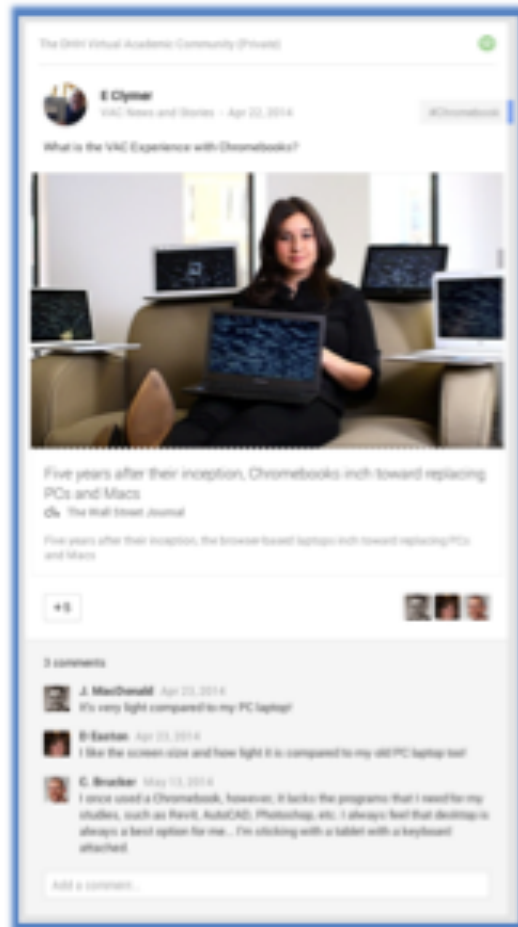 The DHH Virtual Academic Community (Private)
E Clymer
VAC News and Stories - Apr 22, 2014
#Chromebook
What is the VAC Experience with Chromebooks?
Five years after their inception, Chromebooks inch toward replacing
PCs and Macs
The Wall Street Journal
Five years after their inception, the browser-based laptops inch toward replacing PCs
and Macs
+5
3 comments
J. MacDonald Apr 23, 2014
It's very light compared to my PC laptop!
D Easton Apr 23, 2014
I like the screen size and how light it is compared to my old PC laptop too!
C. Brucker May 13, 2014
I once used a Chromebook, however, it lacks the programs that I need for my
studies, such as Revit, AutoCAD, Photoshop, etc. I always feel that desktop is
always a best option for me... I'm sticking with a tablet with a keyboard
attached.
Add a comment...